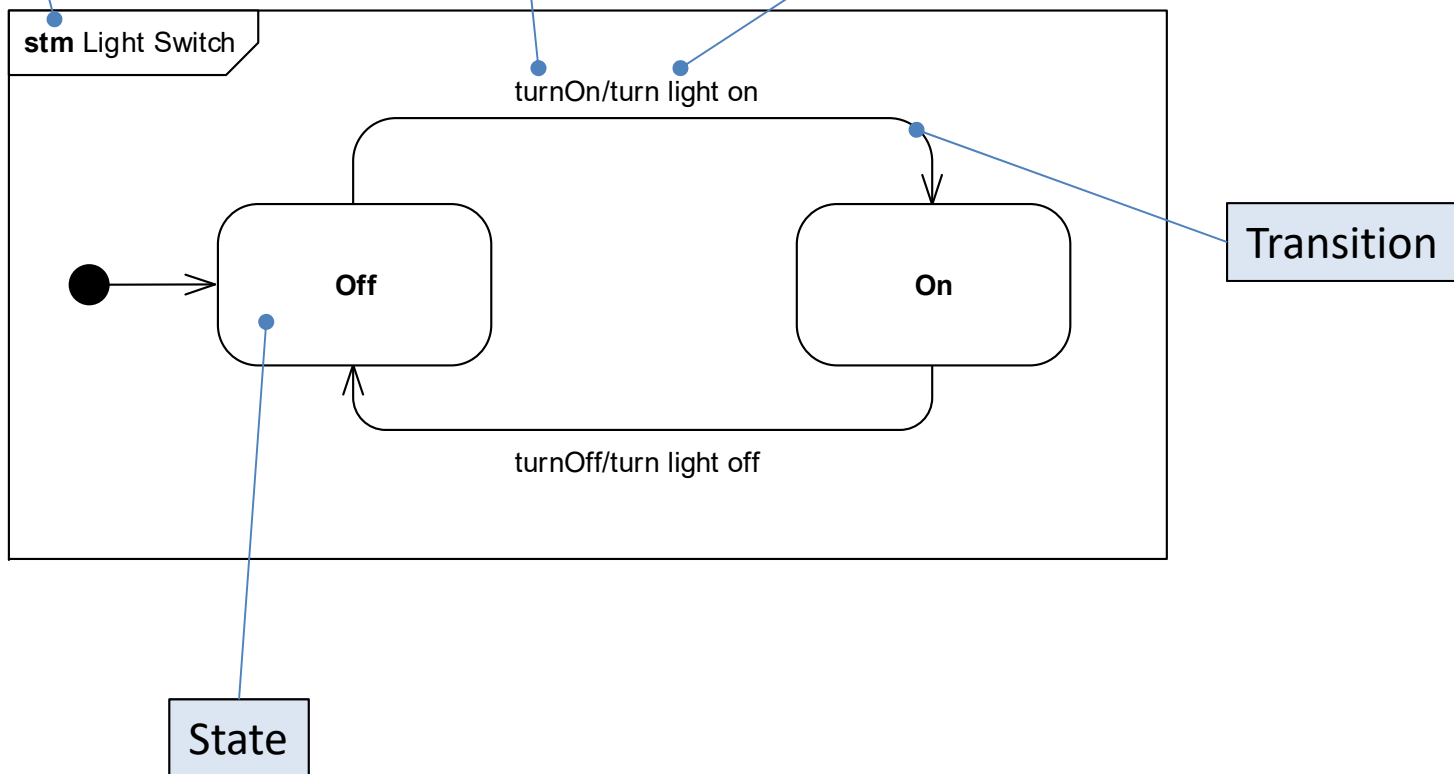 stm Light Switch
turnOn/turn light on
Transition
Off
On
turnOff/turn light off
State